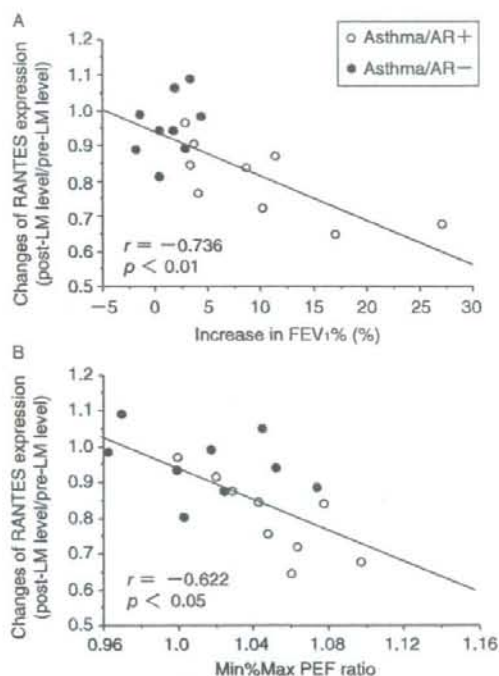 A
Asthma/AR+
Asthma/AR−
Changes of RANTES expression
(post-LM level/pre-LM level)
1.2
1.1
1.0
0.9
0.8
0.7
0.6
0.5
r = −0.736
p < 0.01
−5
0
5
10
15
20
25
30
Increase in FEV1% (%)
B
Changes of RANTES expression
(post-LM level/pre-LM level)
1.2
1.1
1.0
0.9
0.8
0.7
0.6
0.5
r = −0.622
p < 0.05
0.96
1.0
1.04
1.08
1.12
1.16
Min%Max PEF ratio